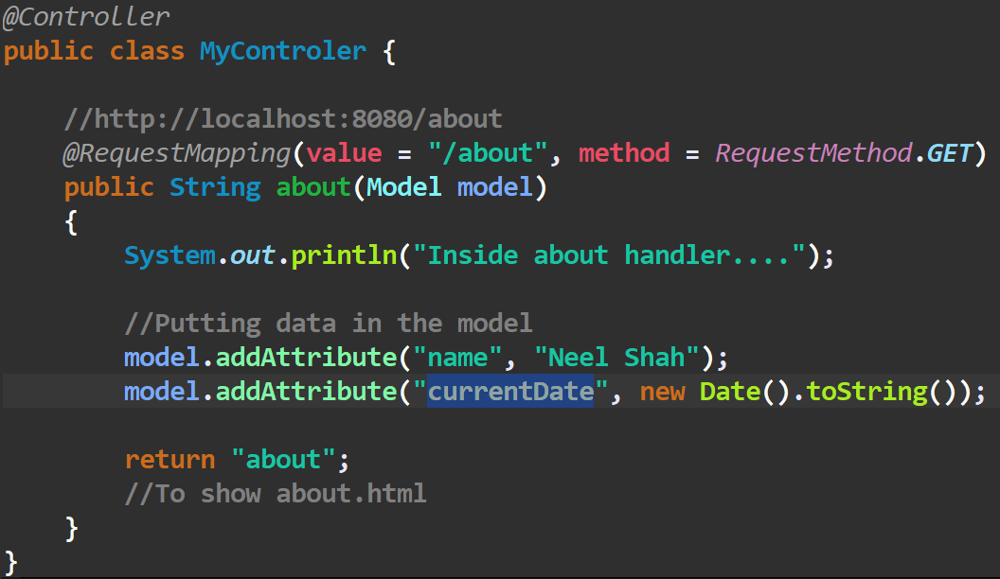 @Controller
public class MyControler {
//http://localhost:8080/about
@RequestMapping(value = "/about", method = RequestMethod.GET)
public String about(Model model)
{
System.out.println("Inside about handler....");
//Putting data in the model
model.addAttribute("name", "Neel Shah");
model.addAttribute("currentDate", new Date().toString());
return "about";
//To show about.html
}
}